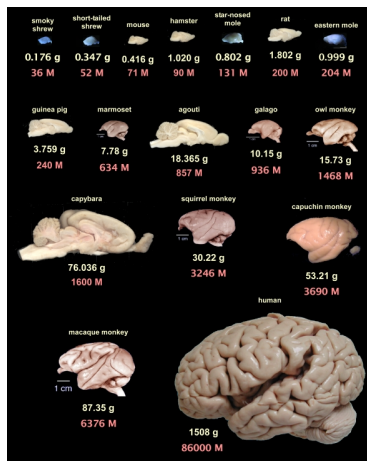 smoky shrew
0.176 g
36 M
short-tailed shrew
0.347 g
52 M
mouse
0.416 g
71 M
hamster
1.020 g
90 M
star-nosed mole
0.802 g
131 M
rat
1.802 g
200 M
eastern mole
0.999 g
204 M
guinea pig
3.759 g
240 M
marmoset
7.78 g
634 M
agouti
18.365 g
857 M
galago
10.15 g
936 M
owl monkey
1 cm
15.73 g
1468 M
capybara
76.036 g
1600 M
squirrel monkey
1 cm
30.22 g
3246 M
capuchin monkey
53.21 g
3690 M
macaque monkey
1 cm
87.35 g
6376 M
human
1508 g
86000 M